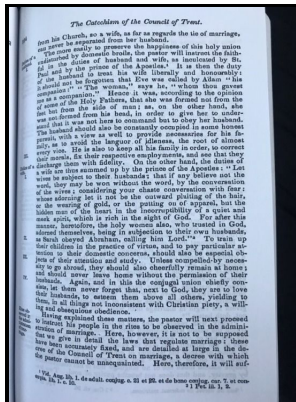 The Catechism of the Council of Trent.
from his Church, so a wife, as far as regards the tie of marriage,
can never be separated from her husband.
The more easily to preserve the happiness of this holy union
undisturbed by domestic broils, the pastor will instruct the faith-
ful in the duties of husband and wife, as inculcated by St.
Paul and by the prince of the Apostles. It is then the duty
of the husband to treat his wife liberally and honourably:
it should not be forgotten that Eve was called by Adam "his
companion:" "The woman," says he, "whom thou gavest
me as a companion." Hence it was, according to the opinion
of some of the Holy Fathers, that she was formed not from the
feet but from the side of man: as, on the other hand, she
was not formed from his head, in order to give her to under-
stand that it was not hers to command but to obey her husband.
The husband should also be constantly occupied in some honest
pursuit, with a view as well to provide necessaries for his fa-
mily, as to avoid the languor of idleness, the root of almost
every vice. He is also to keep all his family in order, to correct
their morals, fix their respective employments, and see that they
discharge them with fidelity. On the other hand, the duties of
a wife are thus summed up by the prince of the Apostles: "Let
wives be subject to their husbands: that if any believe not the
word, they may be won without the word, by the conversation
of the wives; considering your chaste conversation with fear:
whose adorning let it not be the outward plaiting of the hair,
or the wearing of gold, or the putting on of apparel, but the
hidden man of the heart in the incorruptibility of a quiet and
meek spirit, which is rich in the sight of God. For after this
manner, heretofore, the holy women also, who trusted in God,
adorned themselves, being in subjection to their own husbands,
as Sarah obeyed Abraham, calling him Lord." To train up
their children in the practice of virtue, and to pay particular at-
tention to their domestic concerns, should also be especial ob-
jects of their attention and study. Unless compelled by neces-
sity to go abroad, they should also cheerfully remain at home;
and should never leave home without the permission of their
husbands. Again, and in this the conjugal union chiefly con-
sists, let them never forget that, next to God, they are to love
their husbands, to esteem them above all others, yielding to
them, in all things not inconsistent with Christian piety, a will-
ing and obsequious obedience.
Having explained these matters, the pastor will next proceed
to instruct his people in the rites to be observed in the admini-
stration of marriage. Here, however, it is not to be supposed
that we give in detail the laws that regulate marriage: these
have been accurately fixed, and are detailed at large in the de-
cree of the Council of Trent on marriage, a decree with which
the pastor cannot be unacquainted. Here, therefore, it will suf-
Vid. Aug. lib. 1. de adult. conjug. c. 21 et 22. et de bono conjug. car. 7. et con-
1 Pet. iii. 1, 2.